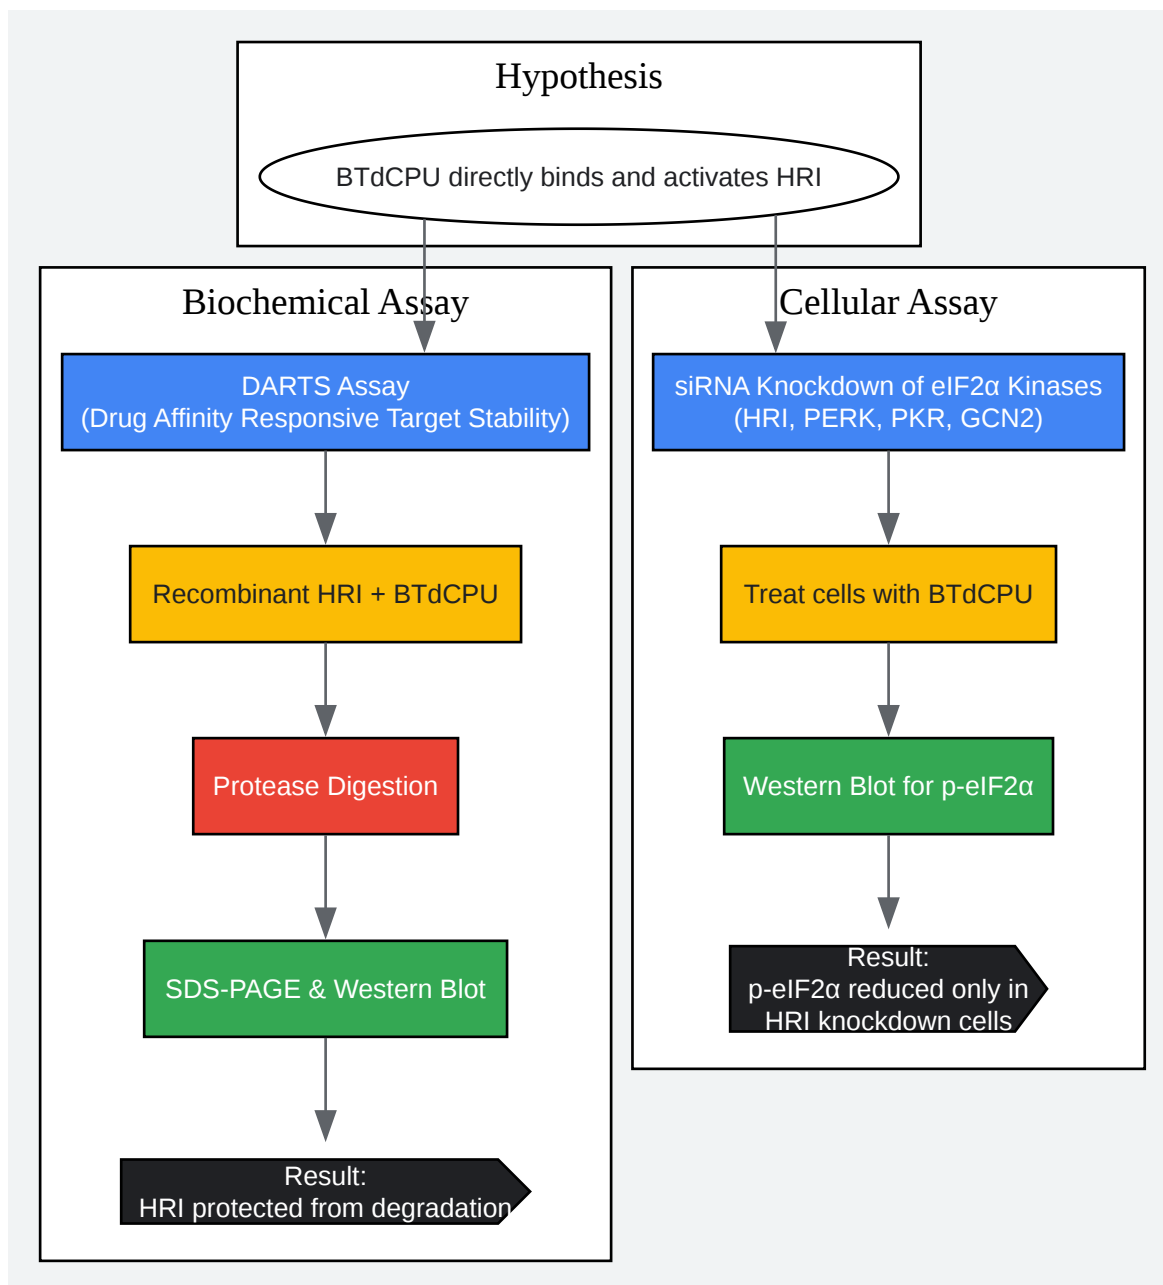 Hypothesis
BTdCPU directly binds and activates HRI
Biochemical Assay
DARTS Assay
(Drug Affinity Responsive Target Stability)
Recombinant HRI + BTdCPU
Protease Digestion
SDS-PAGE & Western Blot
Result:
HRI protected from degradation
Cellular Assay
siRNA Knockdown of eIF2α Kinases
(HRI, PERK, PKR, GCN2)
Treat cells with BTdCPU
Western Blot for p-eIF2α
Result:
p-eIF2α reduced only in
HRI knockdown cells